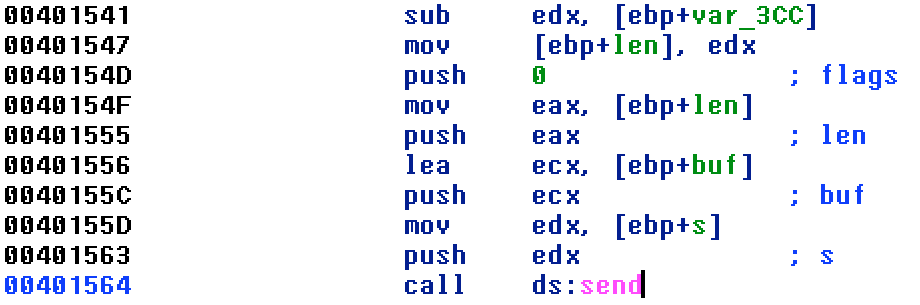 00401541 sub edx, [ebp+var_3CC]
00401547 mov [ebp+len], edx
0040154D push 0 ; flags
0040154F mov eax, [ebp+len]
00401555 push eax ; len
00401556 lea ecx, [ebp+buf]
0040155C push ecx ; buf
0040155D mov edx, [ebp+s]
00401563 push edx ; s
00401564 call ds:send